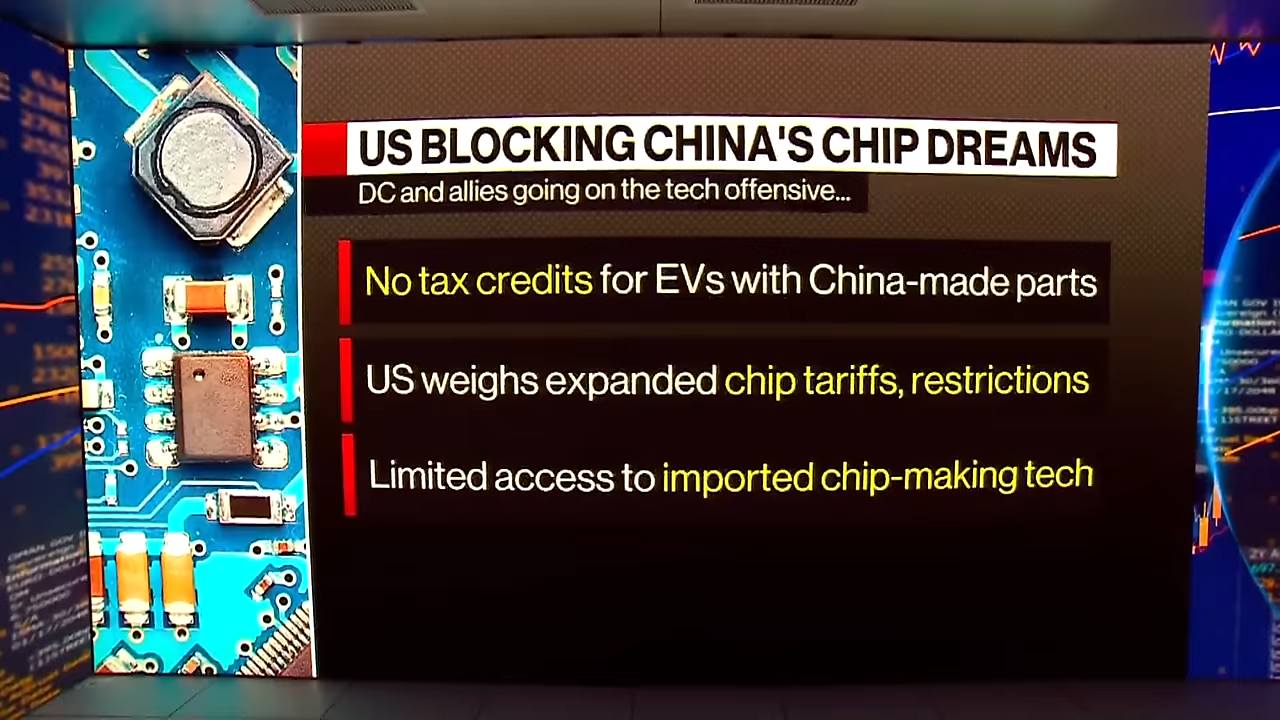 US BLOCKING CHINA'S CHIP DREAMS
DC and allies going on the tech offensive...
No tax credits for EVs with China-made parts
US weighs expanded chip tariffs, restrictions
Limited access to imported chip-making tech